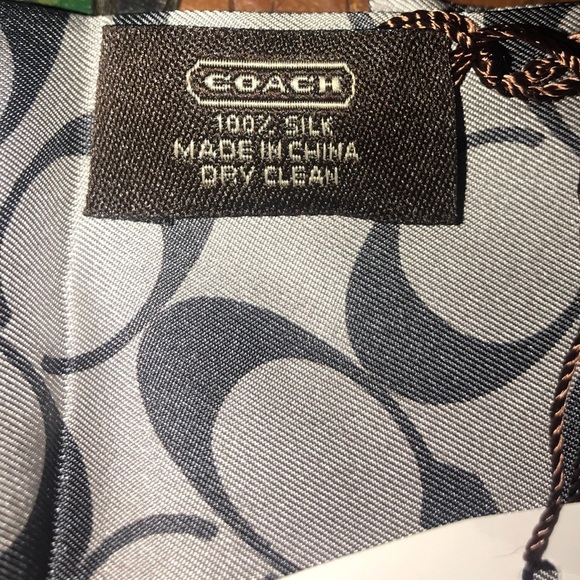 COACH
100% SILK
MADE IN CHINA
DRY CLEAN